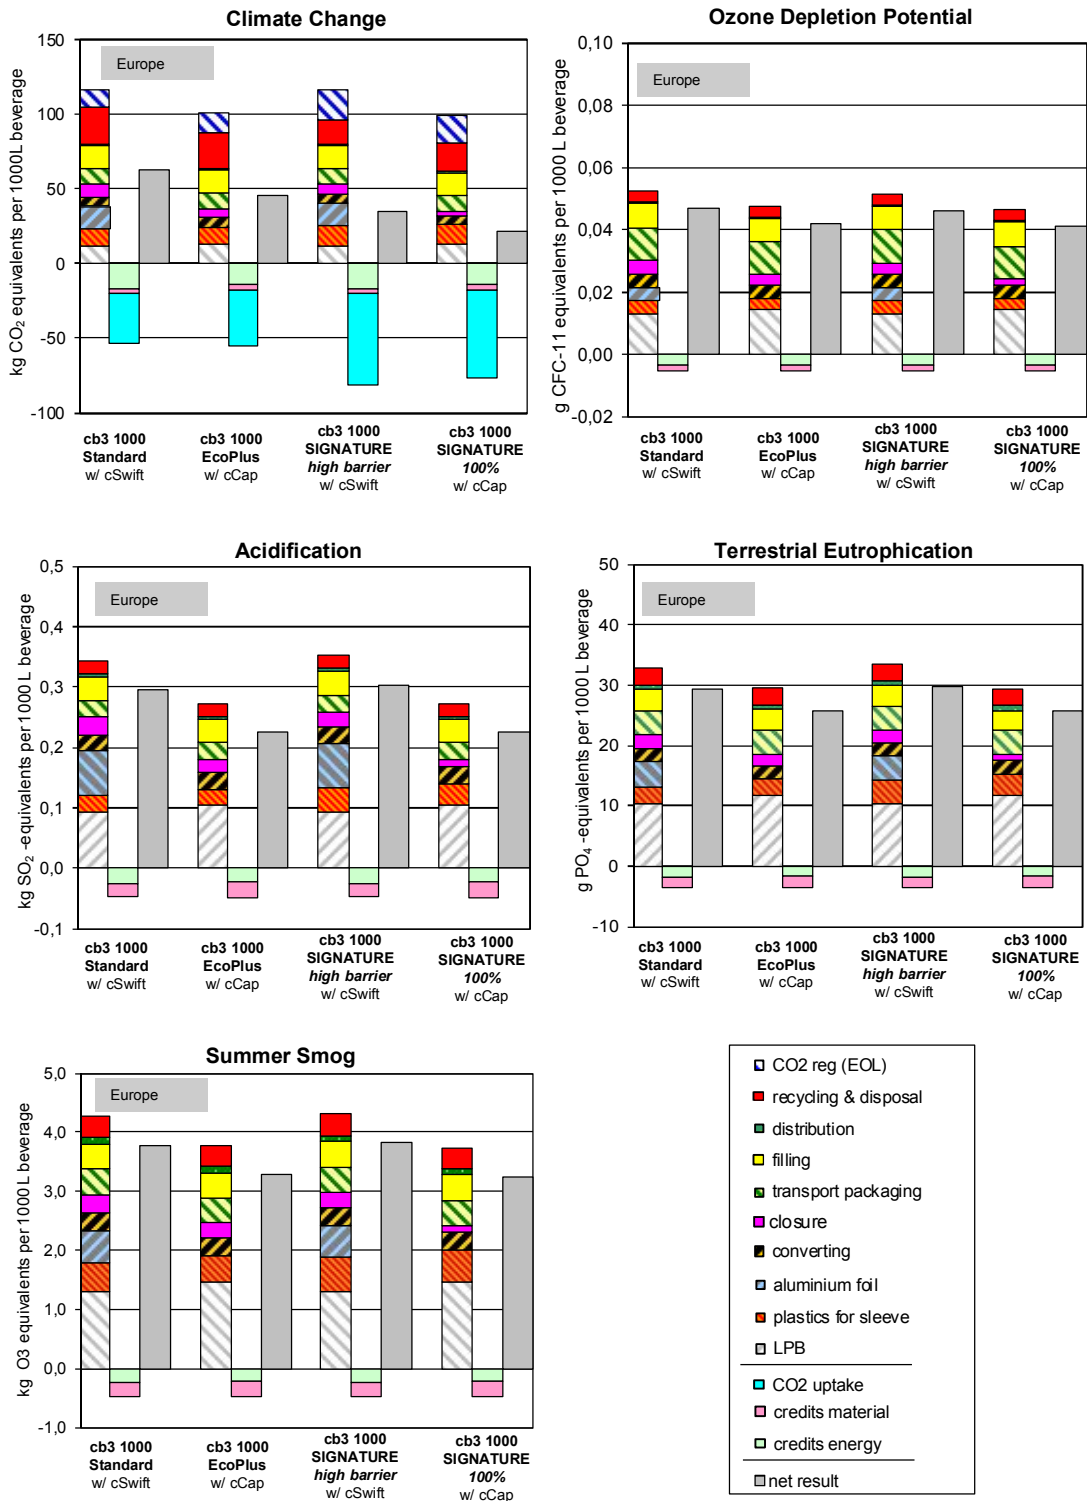 Climate Change
kg CO₂ equivalents per 1000L beverage
150
100
50
0
-50
-100
Europe
cb3 1000
Standard
w/ cSwift
cb3 1000
EcoPlus
w/ cCap
cb3 1000
SIGNATURE
high barrier
w/ cSwift
cb3 1000
SIGNATURE
100%
w/ cCap
Ozone Depletion Potential
g CFC-11 equivalents per 1000 L beverage
0,10
0,08
0,06
0,04
0,02
0,00
-0,02
Europe
cb3 1000
Standard
w/ cSwift
cb3 1000
EcoPlus
w/ cCap
cb3 1000
SIGNATURE
high barrier
w/ cSwift
cb3 1000
SIGNATURE
100%
w/ cCap
Acidification
kg SO₂ -equivalents per 1000 L beverage
0,5
0,4
0,3
0,2
0,1
0,0
-0,1
Europe
cb3 1000
Standard
w/ cSwift
cb3 1000
EcoPlus
w/ cCap
cb3 1000
SIGNATURE
high barrier
w/ cSwift
cb3 1000
SIGNATURE
100%
w/ cCap
Terrestrial Eutrophication
g PO₄ -equivalents per 1000 L beverage
50
40
30
20
10
0
-10
Europe
cb3 1000
Standard
w/ cSwift
cb3 1000
EcoPlus
w/ cCap
cb3 1000
SIGNATURE
high barrier
w/ cSwift
cb3 1000
SIGNATURE
100%
w/ cCap
Summer Smog
kg O3 equivalents per 1000 L beverage
5,0
4,0
3,0
2,0
1,0
0,0
-1,0
Europe
cb3 1000
Standard
w/ cSwift
cb3 1000
EcoPlus
w/ cCap
cb3 1000
SIGNATURE
high barrier
w/ cSwift
cb3 1000
SIGNATURE
100%
w/ cCap
CO2 reg (EOL)
recycling & disposal
distribution
filling
transport packaging
closure
converting
aluminium foil
plastics for sleeve
LPB
CO2 uptake
credits material
credits energy
net result